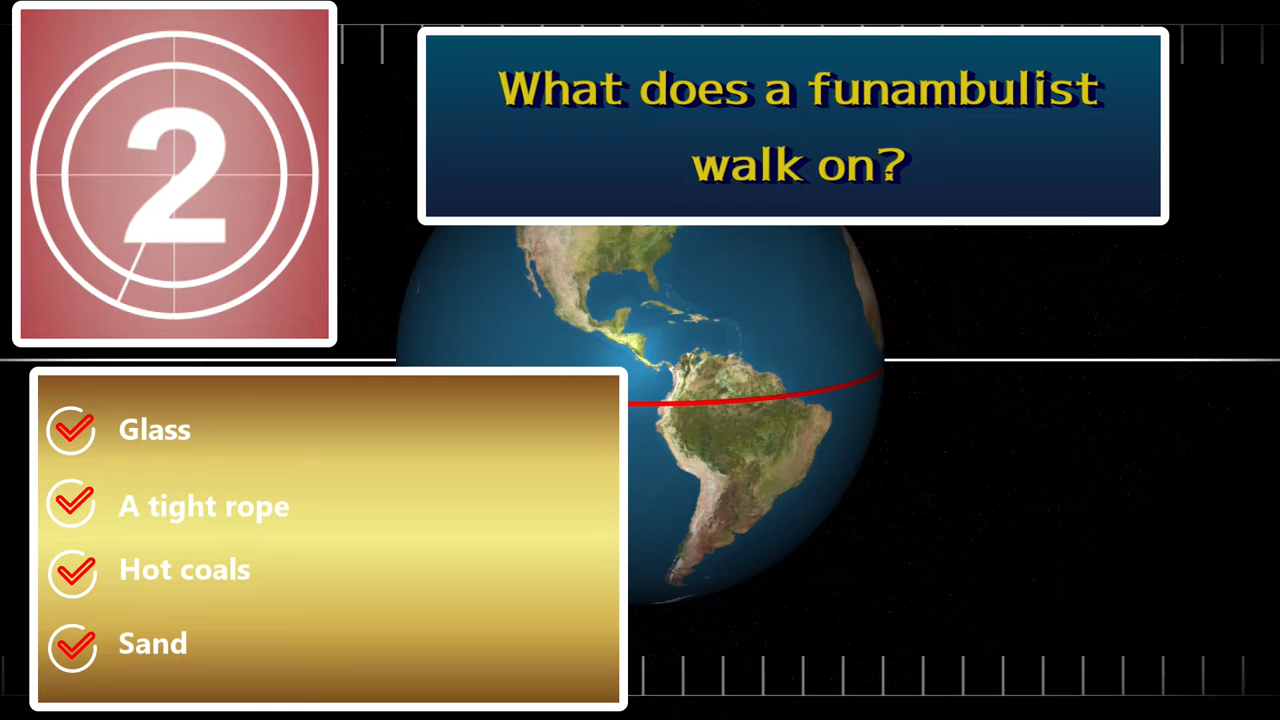 2
What does a funambulist
walk on?
Glass
A tight rope
Hot coals
Sand